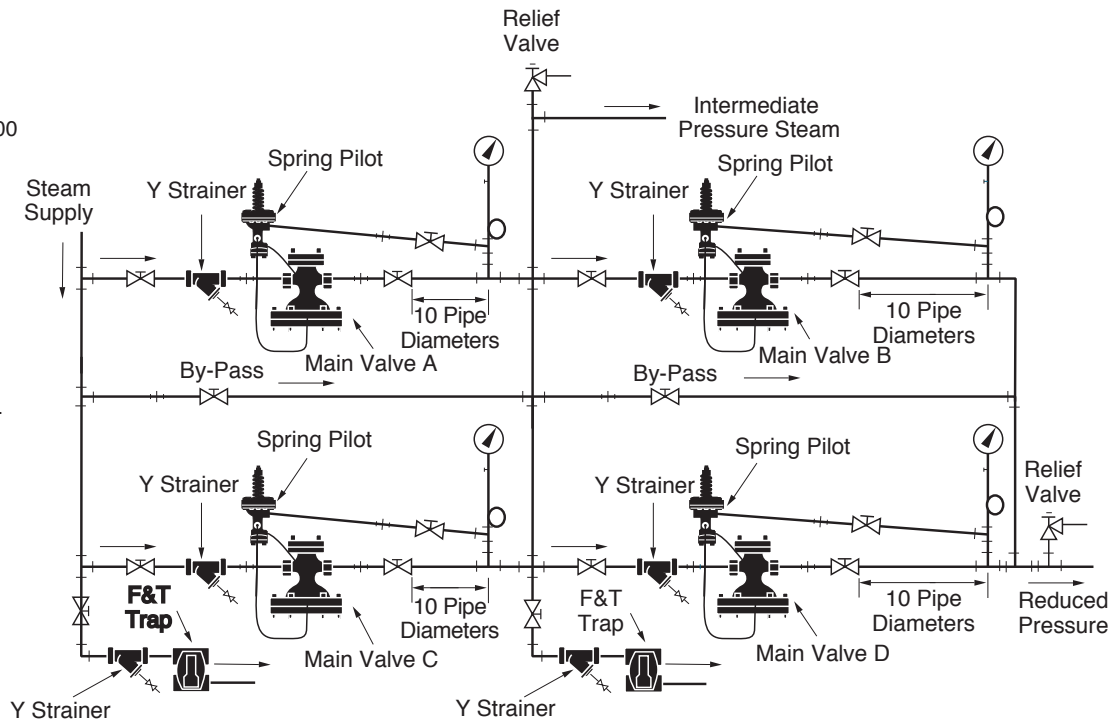 Relief
Valve
Intermediate
Pressure Steam
00
Spring Pilot
Spring Pilot
Steam
Supply
Y Strainer
Y Strainer
10 Pipe
Diameters
10 Pipe
Diameters
Main Valve A
Main Valve B
By-Pass
By-Pass
Spring Pilot
Spring Pilot
Y Strainer
Y Strainer
Relief
Valve
F&T
Trap
10 Pipe
Diameters
F&T
Trap
10 Pipe
Diameters
Reduced
Pressure
Main Valve C
Main Valve D
Y Strainer
Y Strainer